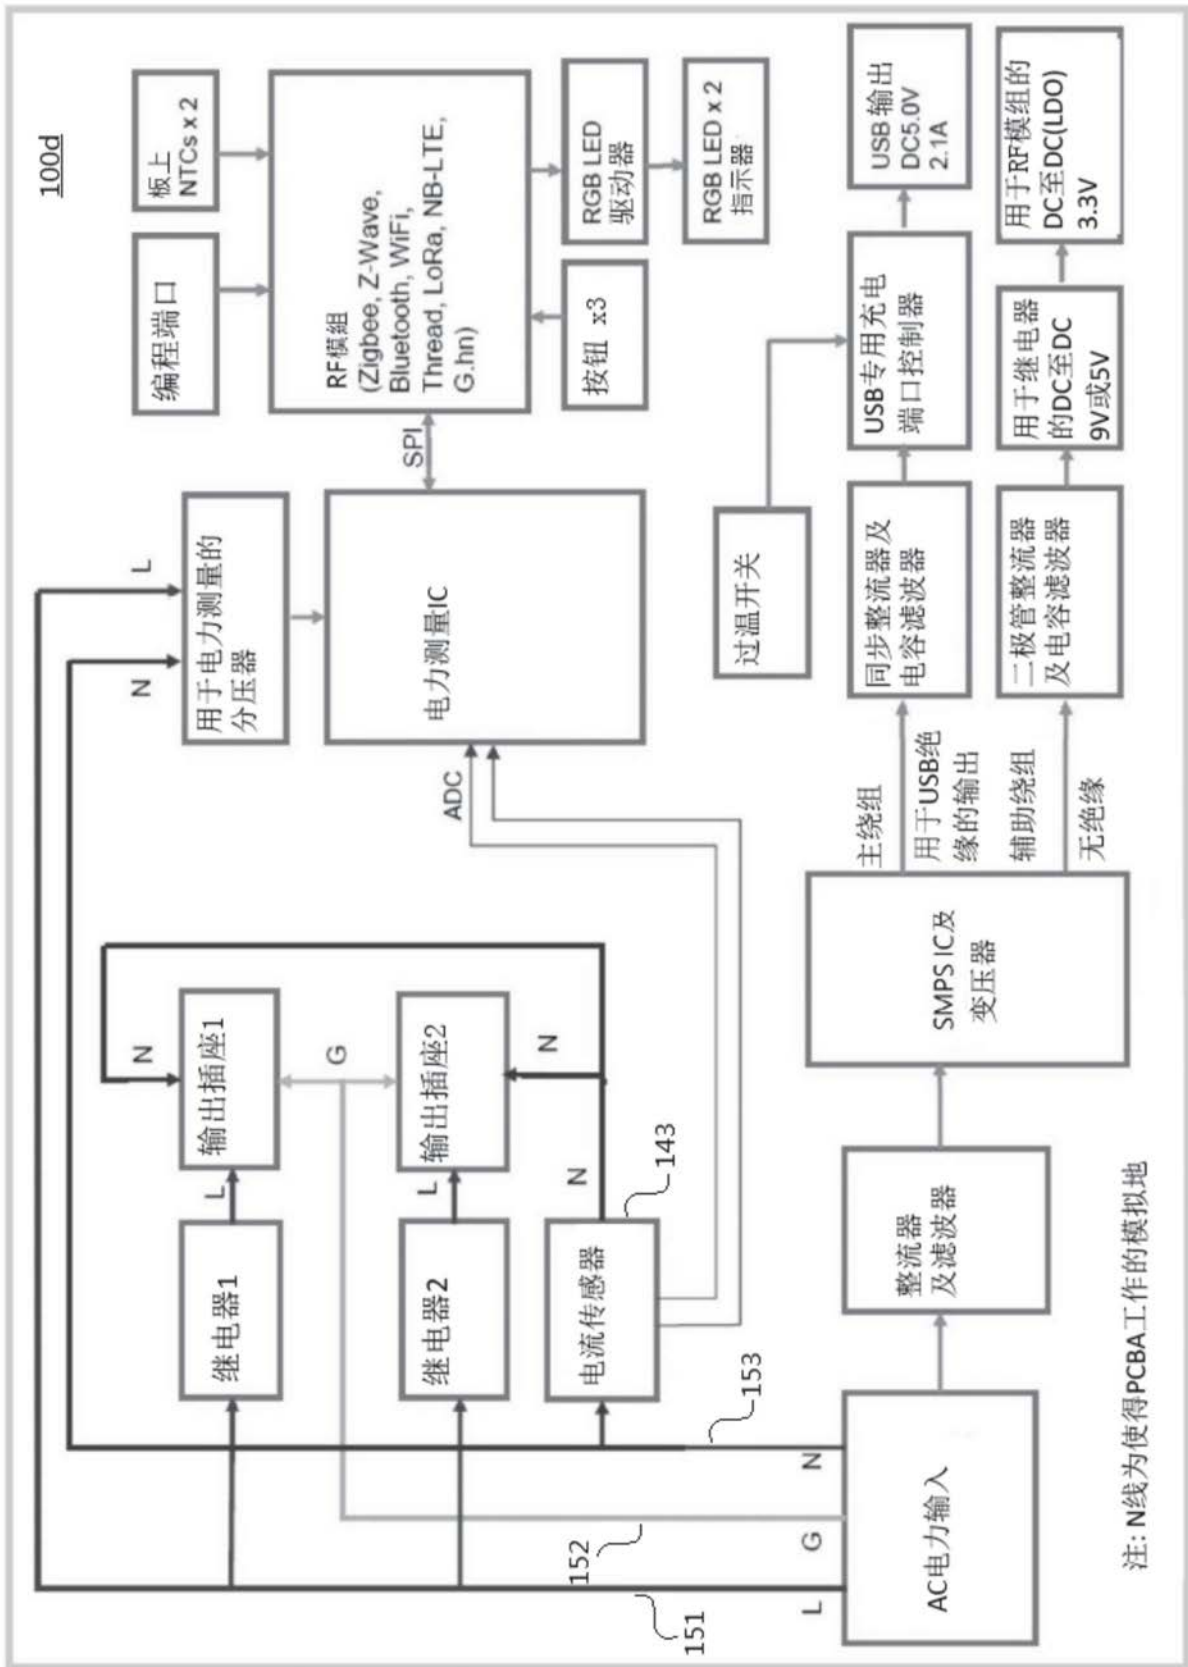 100d
板上
NTCs x 2
编程端口
RF模组
(Zigbee, Z-Wave,
Bluetooth, WiFi,
Thread, LoRa, NB-LTE,
G.hn)
RGB LED
驱动器
RGB LED x 2
指示器
按钮 x3
SPI
L
N
用于电力测量的
分压器
电力测量IC
ADC
N
输出插座1
L
继电器1
G
输出插座2
N
L
继电器2
N
电流传感器
143
过温开关
USB 输出
DC5.0V
2.1A
USB专用充电
端口控制器
同步整流器及
电容滤波器
主绕组
用于USB绝
缘的输出
用于RF模组的
DC至DC(LDO)
3.3V
用于继电器
的DC至DC
9V或5V
二极管整流器
及电容滤波器
辅助绕组
无绝缘
SMPS IC及
变压器
整流器
及滤波器
AC电力输入
N
G
L
153
152
151
注: N线为使得PCBA工作的模拟地